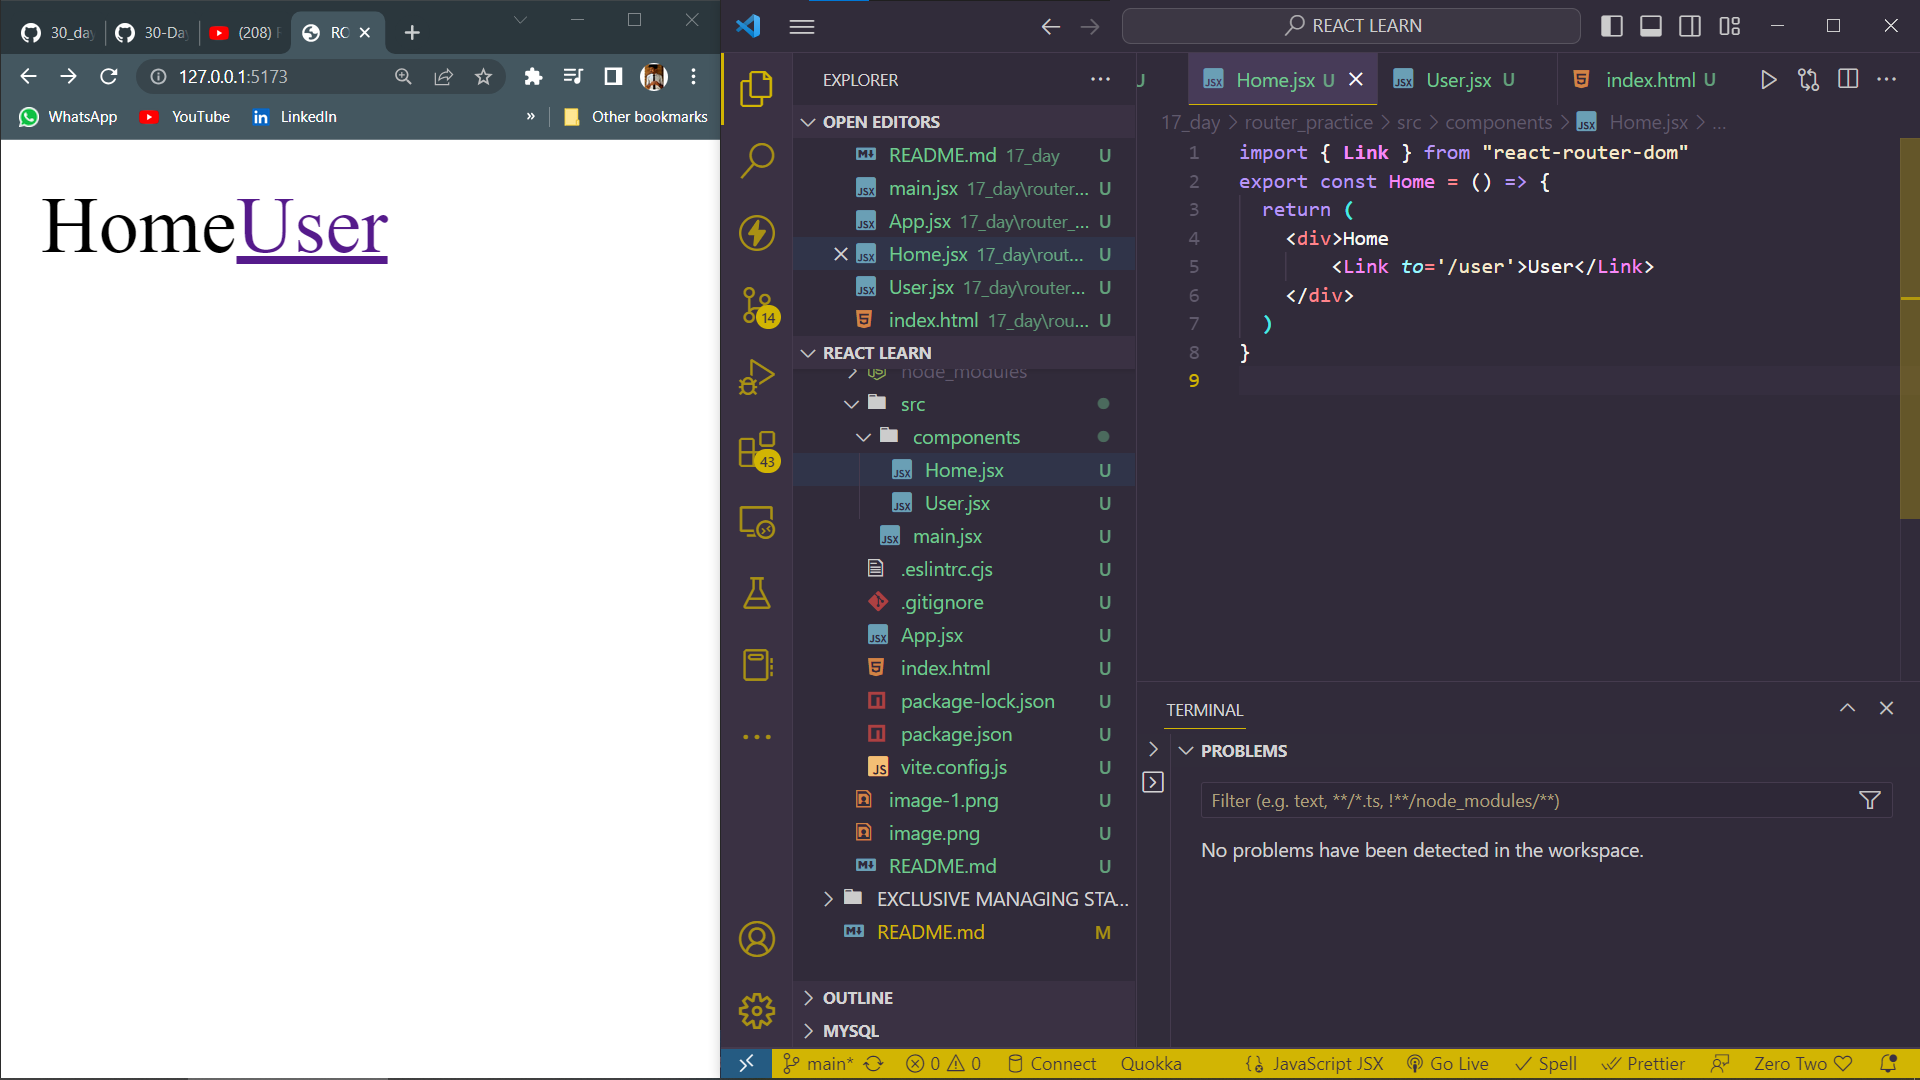 30_day
30-Day
(208) F
RO
127.0.0.1:5173
WhatsApp
YouTube
LinkedIn
»
Other bookmarks
HomeUser
REACT LEARN
EXPLORER
OPEN EDITORS
README.md 17_day U
main.jsx 17_day\router... U
App.jsx 17_day\router_... U
Home.jsx 17_day\rout... U
User.jsx 17_day\router... U
index.html 17_day\rou... U
REACT LEARN
node_modules
src
components
Home.jsx U
User.jsx U
main.jsx U
.eslintrc.cjs U
.gitignore U
App.jsx U
index.html U
package-lock.json U
package.json U
vite.config.js U
image-1.png U
image.png U
README.md U
EXCLUSIVE MANAGING STA...
README.md M
OUTLINE
MYSQL
14
43
U
Home.jsx U
User.jsx U
index.html U
17_day > router_practice > src > components > Home.jsx > ...
1 import { Link } from "react-router-dom"
2 export const Home = () => {
3 return (
4 <div>Home
5 <Link to='/user'>User</Link>
6 </div>
7 )
8 }
9
TERMINAL
PROBLEMS
Filter (e.g. text, **/*.ts, !**/node_modules/**)
No problems have been detected in the workspace.
main* 0 0 Connect Quokka JavaScript JSX Go Live Spell Prettier Zero Two